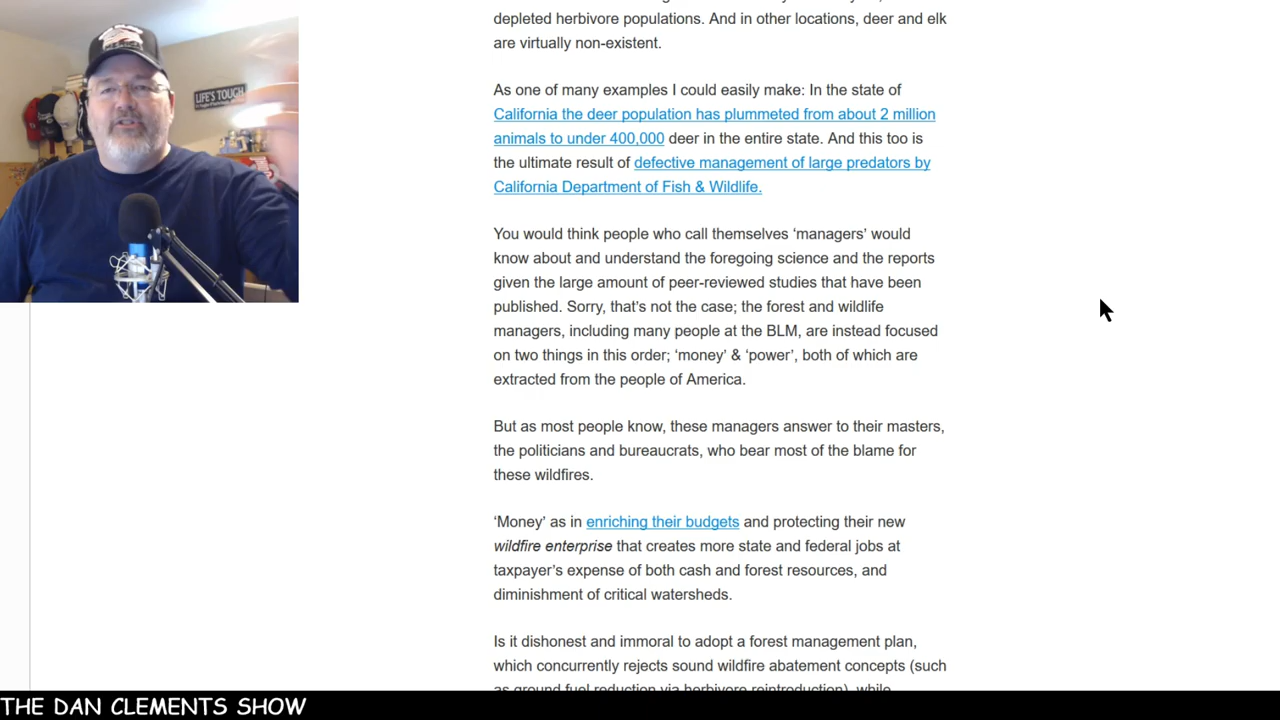 depleted herbivore populations. And in other locations, deer and elk
are virtually non-existent.
As one of many examples I could easily make: In the state of
California the deer population has plummeted from about 2 million
animals to under 400,000 deer in the entire state. And this too is
the ultimate result of defective management of large predators by
California Department of Fish & Wildlife.
You would think people who call themselves ‘managers’ would
know about and understand the foregoing science and the reports
given the large amount of peer-reviewed studies that have been
published. Sorry, that’s not the case; the forest and wildlife
managers, including many people at the BLM, are instead focused
on two things in this order; ‘money’ & ‘power’, both of which are
extracted from the people of America.
But as most people know, these managers answer to their masters,
the politicians and bureaucrats, who bear most of the blame for
these wildfires.
‘Money’ as in enriching their budgets and protecting their new
wildfire enterprise that creates more state and federal jobs at
taxpayer’s expense of both cash and forest resources, and
diminishment of critical watersheds.
Is it dishonest and immoral to adopt a forest management plan,
which concurrently rejects sound wildfire abatement concepts (such
as ground fuel reduction via herbivore reintroduction), while
LIFE'S TOUGH
THE DAN CLEMENTS SHOW